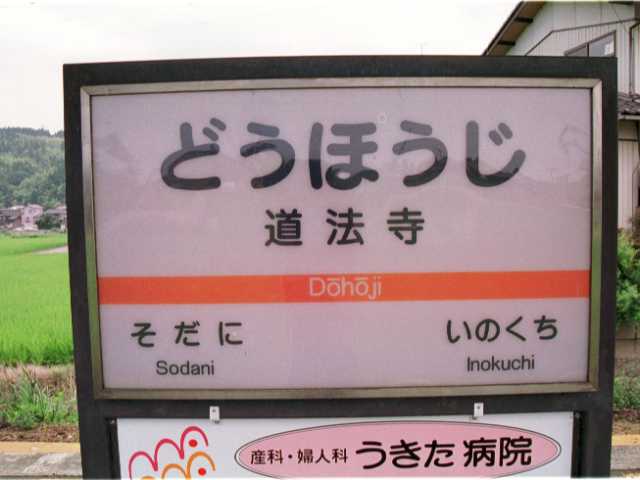 どうほうじ
道法寺
Dōhōji
そだに いのくち
Sodani Inokuchi
産科・婦人科 うきた病院